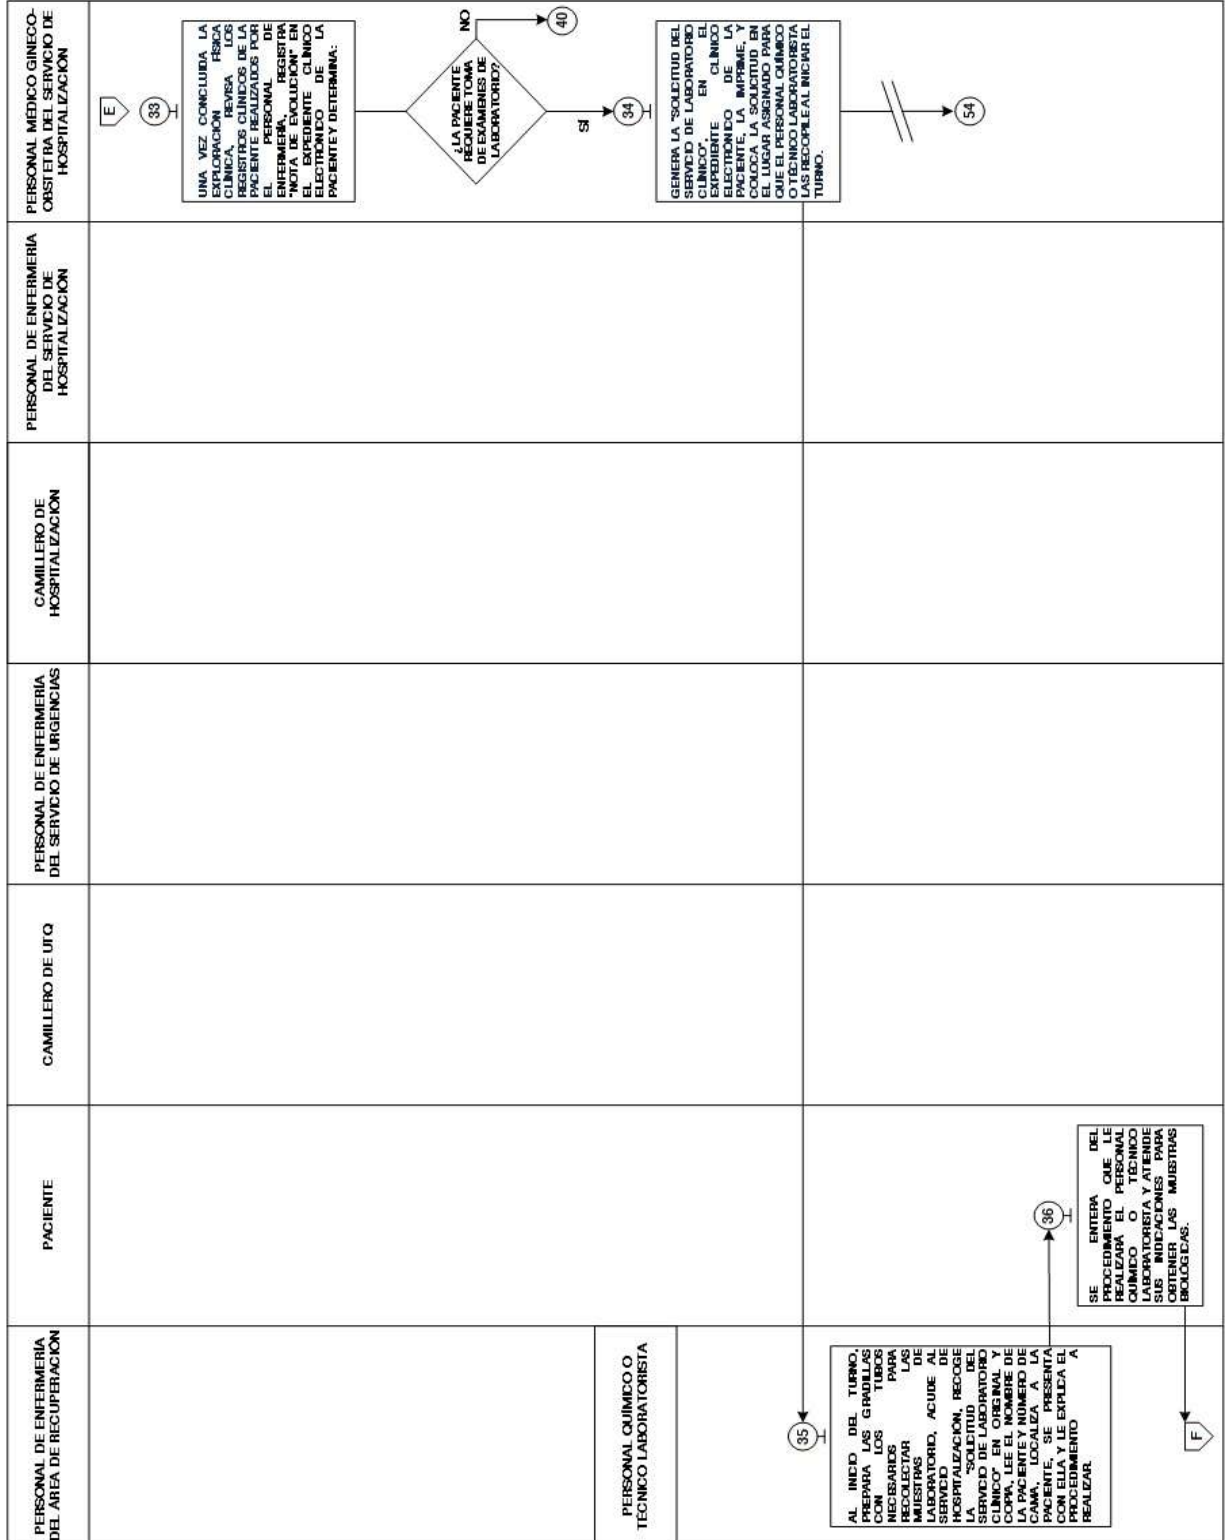 PERSONAL DE ENFERMERÍA
DEL ÁREA DE RECUPERACIÓN
PACIENTE
CAMILLERO DE UTQ
PERSONAL DE ENFERMERÍA
DEL SERVICIO DE URGENCIAS
CAMILLERO DE
HOSPITALIZACIÓN
PERSONAL DE ENFERMERÍA
DEL SERVICIO DE
HOSPITALIZACIÓN
PERSONAL MÉDICO GINECO-
OBSTETRA DEL SERVICIO DE
HOSPITALIZACIÓN
E
33
UNA VEZ CONCLUIDA LA
EXPLORACIÓN FÍSICA
CLÍNICA, REVISA LOS
REGISTROS CLÍNICOS DE LA
PACIENTE REALIZADOS POR
EL PERSONAL DE
ENFERMERÍA, REGISTRA
"NOTA DE EVOLUCIÓN" EN
EL EXPEDIENTE CLÍNICO
ELECTRÓNICO DE LA
PACIENTE Y DETERMINA:
¿LA PACIENTE
REQUIERE TOMA
DE EXÁMENES DE
LABORATORIO?
NO
40
SÍ
34
GENERA LA "SOLICITUD DEL
SERVICIO DE LABORATORIO
CLÍNICO", EN EL
EXPEDIENTE CLÍNICO
ELECTRÓNICO DE LA
PACIENTE, LA IMPRIME, Y
COLOCA LA SOLICITUD EN
EL LUGAR ASIGNADO PARA
QUE EL PERSONAL QUÍMICO
O TÉCNICO LABORATORISTA
LAS RECOPILE AL INICIAR EL
TURNO.
54
PERSONAL QUÍMICO O
TÉCNICO LABORATORISTA
35
AL INICIO DEL TURNO,
PREPARA LAS GRADILLAS
CON LOS TUBOS
NECESARIOS PARA
RECOLECTAR LAS
MUESTRAS DE
LABORATORIO, ACUDE AL
SERVICIO DE
HOSPITALIZACIÓN, RECOGE
LA "SOLICITUD DEL
SERVICIO DE LABORATORIO
CLÍNICO" EN ORIGINAL Y
COPIA, LEE EL NOMBRE DE
LA PACIENTE Y NÚMERO DE
CAMA, LOCALIZA A LA
PACIENTE, SE PRESENTA
CON ELLA Y LE EXPLICA EL
PROCEDIMIENTO A
REALIZAR.
36
SE ENTERA DEL
PROCEDIMIENTO QUE LE
REALIZARÁ EL PERSONAL
QUÍMICO O TÉCNICO
LABORATORISTA Y ATIENDE
SUS INDICACIONES PARA
OBTENER LAS MUESTRAS
BIOLÓGICAS.
F